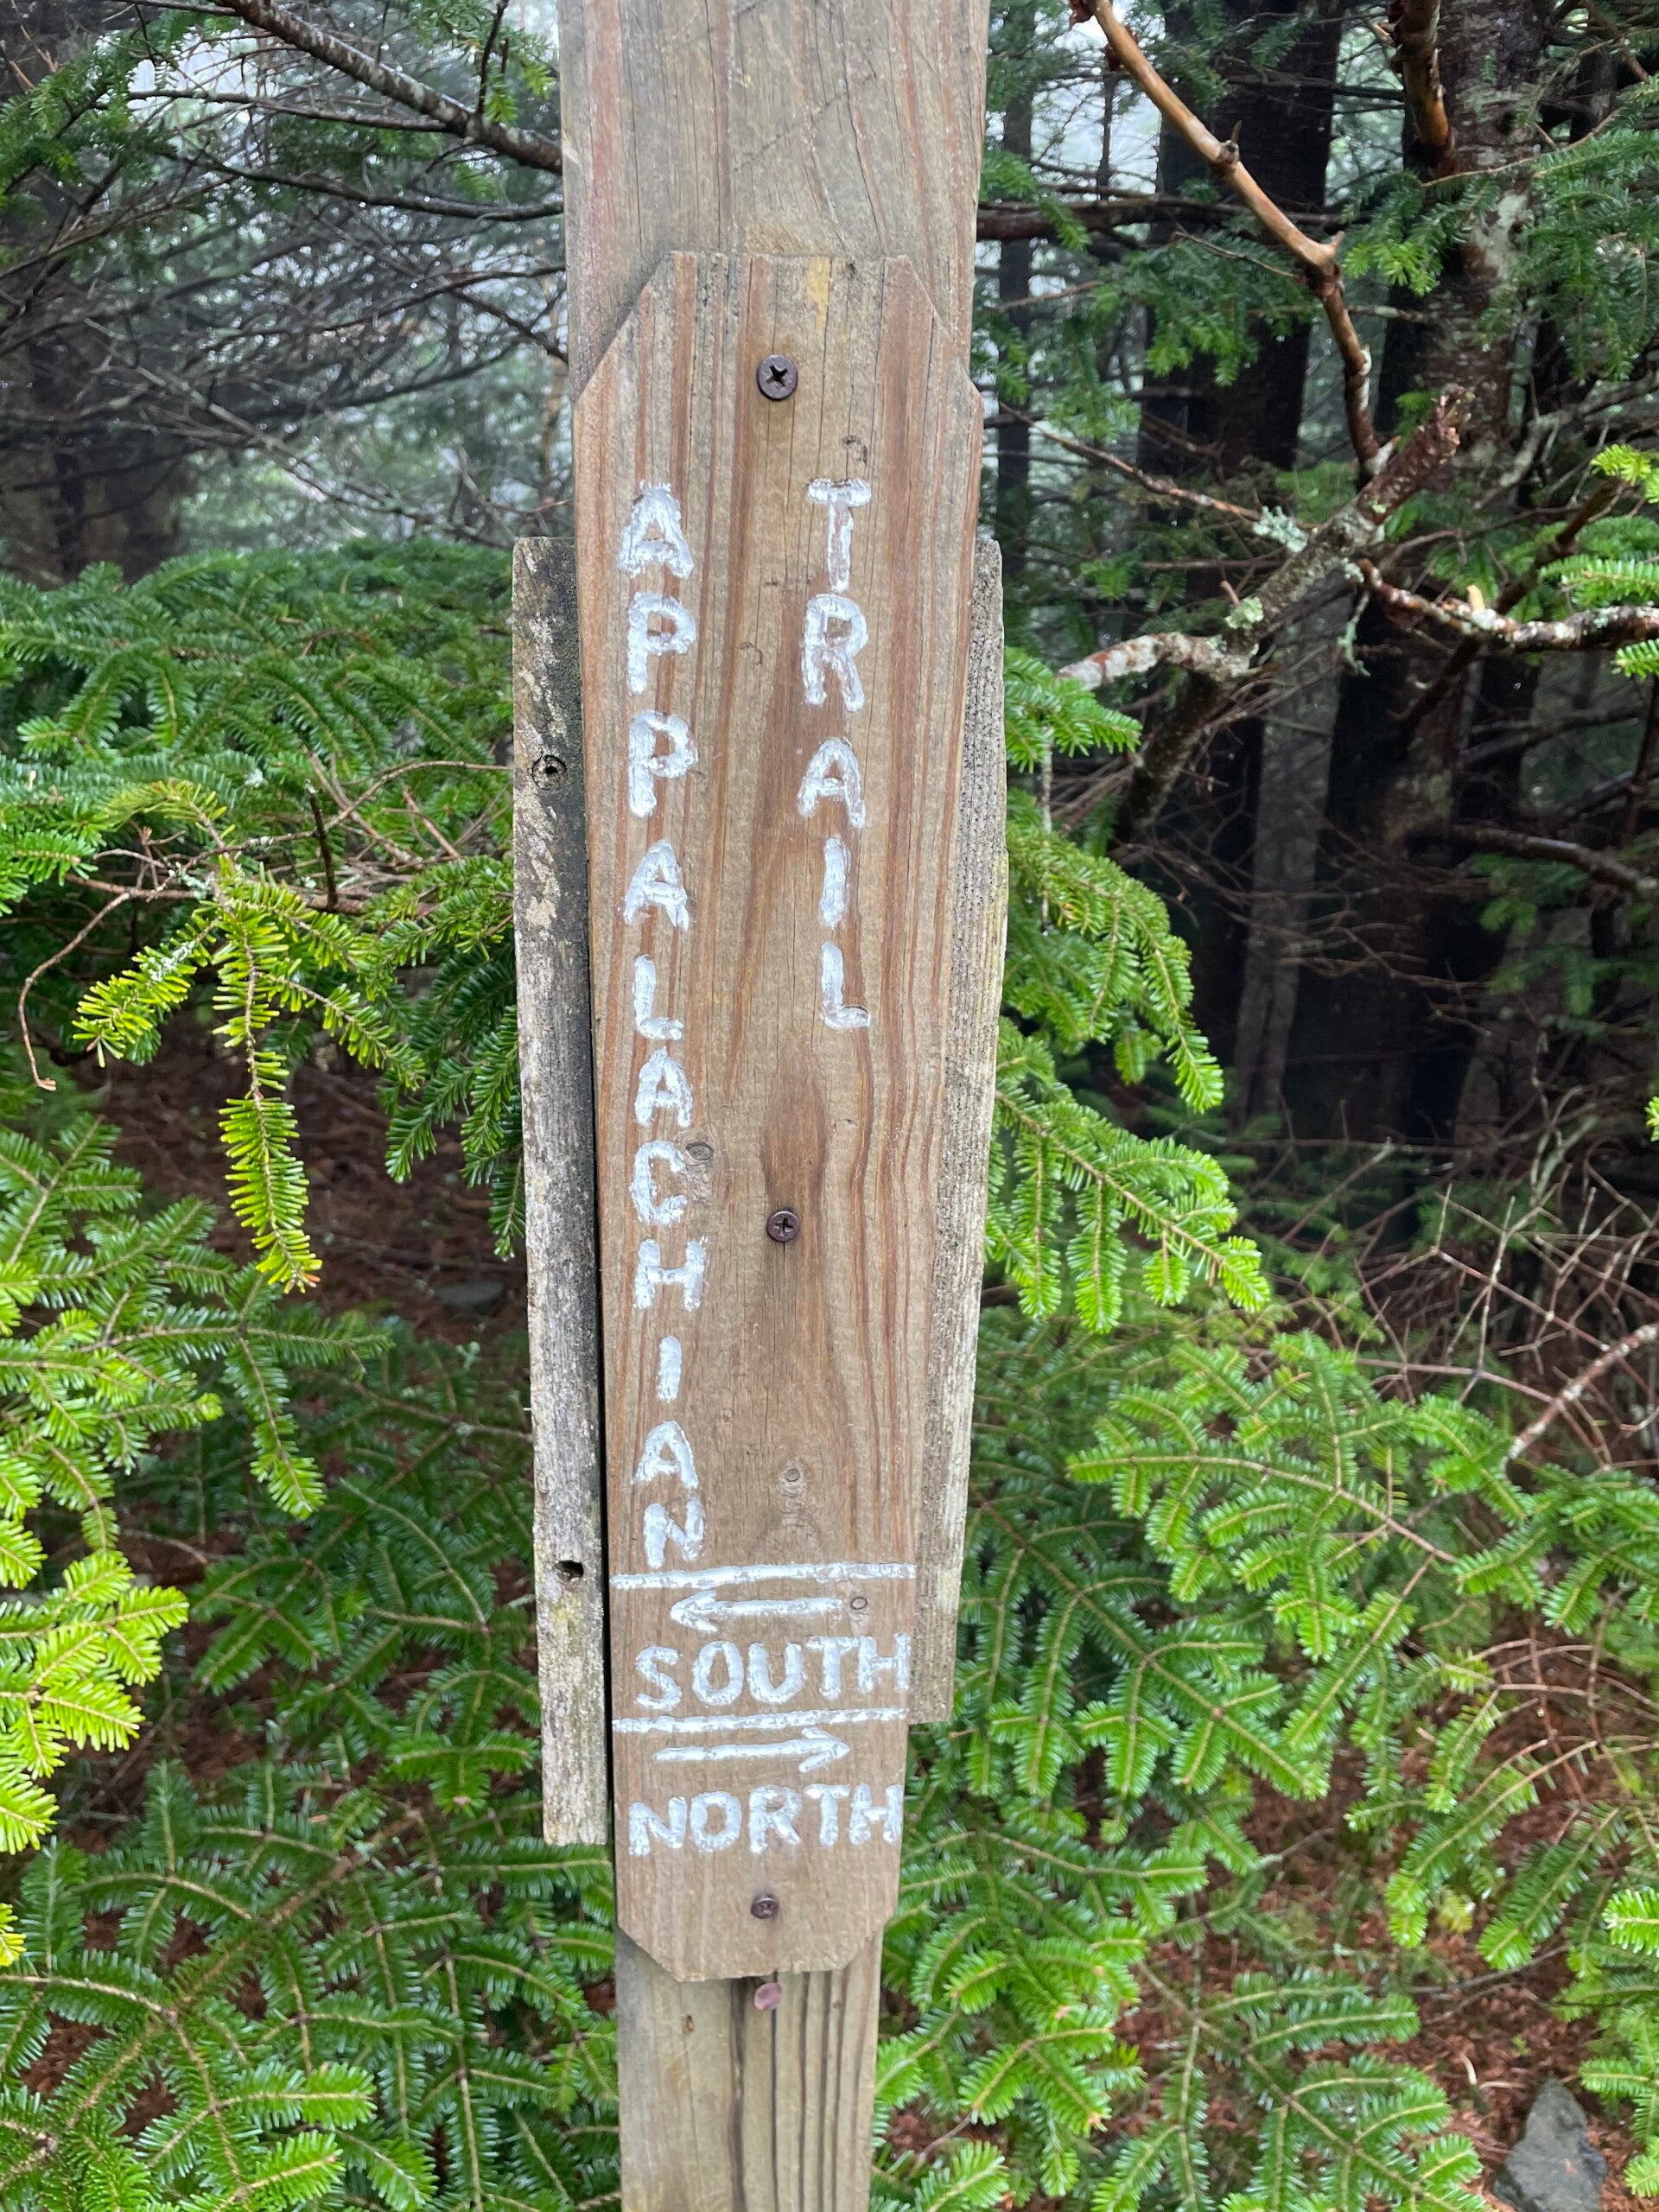 APPALACHIAN
TRAIL
←
SOUTH
→
NORTH